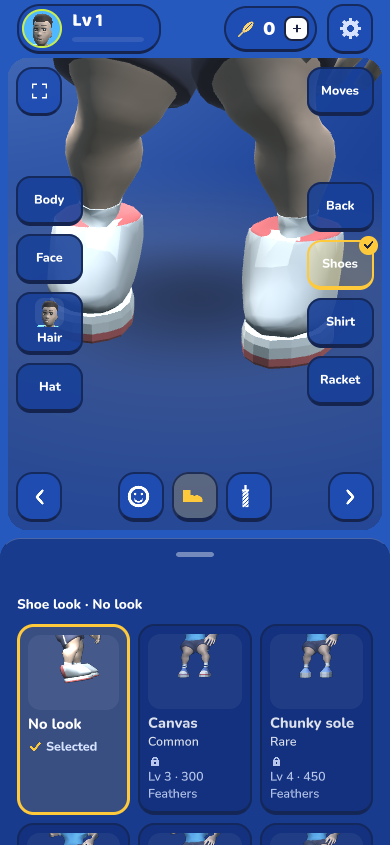 Lv 1
0
Moves
Body
Back
Face
Shoes
Hair
Shirt
Hat
Racket
Shoe look · No look
No look
Selected
Canvas
Common
Lv 3 · 300
Feathers
Chunky sole
Rare
Lv 4 · 450
Feathers